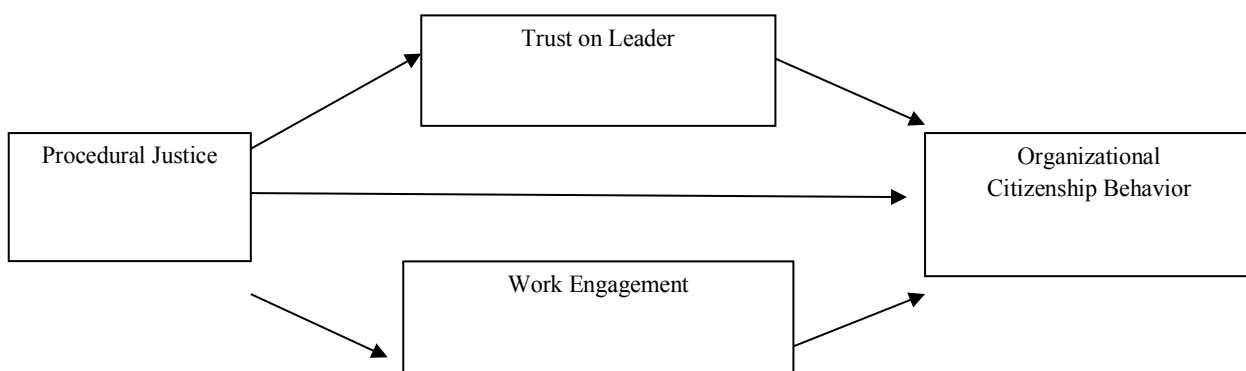 Trust on Leader
Procedural Justice
Organizational
Citizenship Behavior
Work Engagement